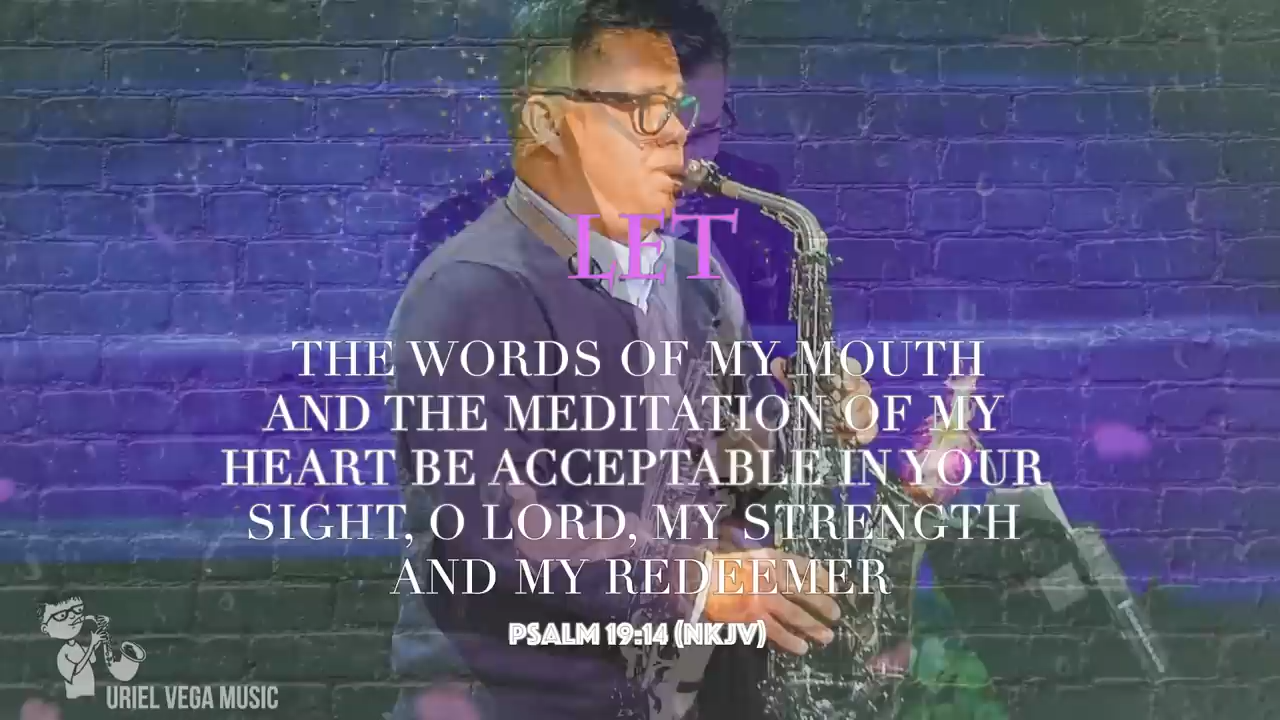 LET
THE WORDS OF MY MOUTH
AND THE MEDITATION OF MY
HEART BE ACCEPTABLE IN YOUR
SIGHT, O LORD, MY STRENGTH
AND MY REDEEMER
PSALM 19:14 (NKJV)
URIEL VEGA MUSIC